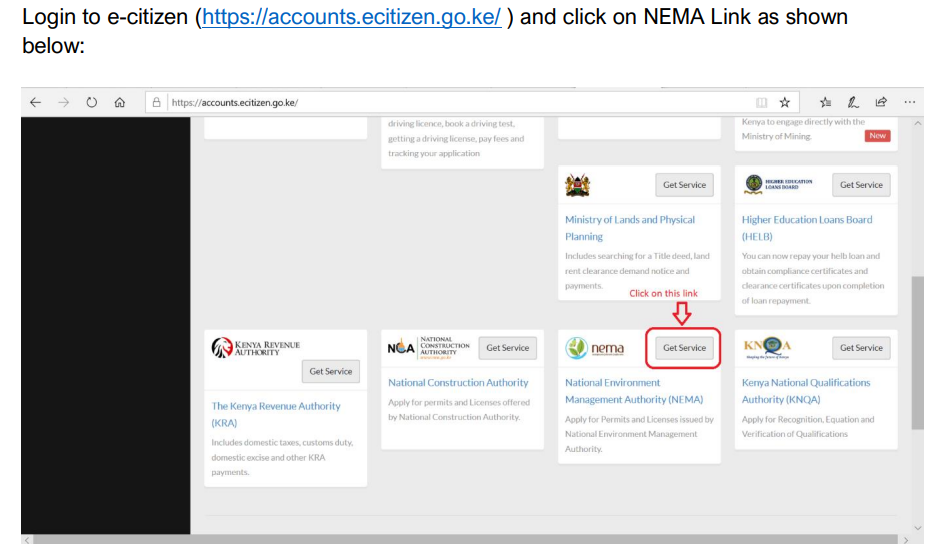 Login to e-citizen (https://accounts.ecitizen.go.ke/ ) and click on NEMA Link as shown
below:
https://accounts.ecitizen.go.ke/
driving licence, book a driving test,
getting a driving license, pay fees and
tracking your application
Kenya to engage directly with the
Ministry of Mining.
New
Get Service
Ministry of Lands and Physical
Planning
Includes searching for a Title deed, land
rent clearance demand notice and
payments.
HIGHER EDUCATION
LOANS BOARD
Get Service
Higher Education Loans Board
(HELB)
You can now repay your helb loan and
obtain compliance certificates and
clearance certificates upon completion
of loan repayment.
Click on this link
KENYA REVENUE
AUTHORITY
Get Service
The Kenya Revenue Authority
(KRA)
Includes domestic taxes, customs duty,
domestic excise and other KRA
payments.
NCA
NATIONAL
CONSTRUCTION
AUTHORITY
Get Service
National Construction Authority
Apply for permits and Licenses offered
by National Construction Authority.
nema
Get Service
National Environment
Management Authority (NEMA)
Apply for Permits and Licenses issued by
National Environment Management
Authority.
KNQA
Get Service
Kenya National Qualifications
Authority (KNQA)
Apply for Recognition, Equation and
Verification of Qualifications